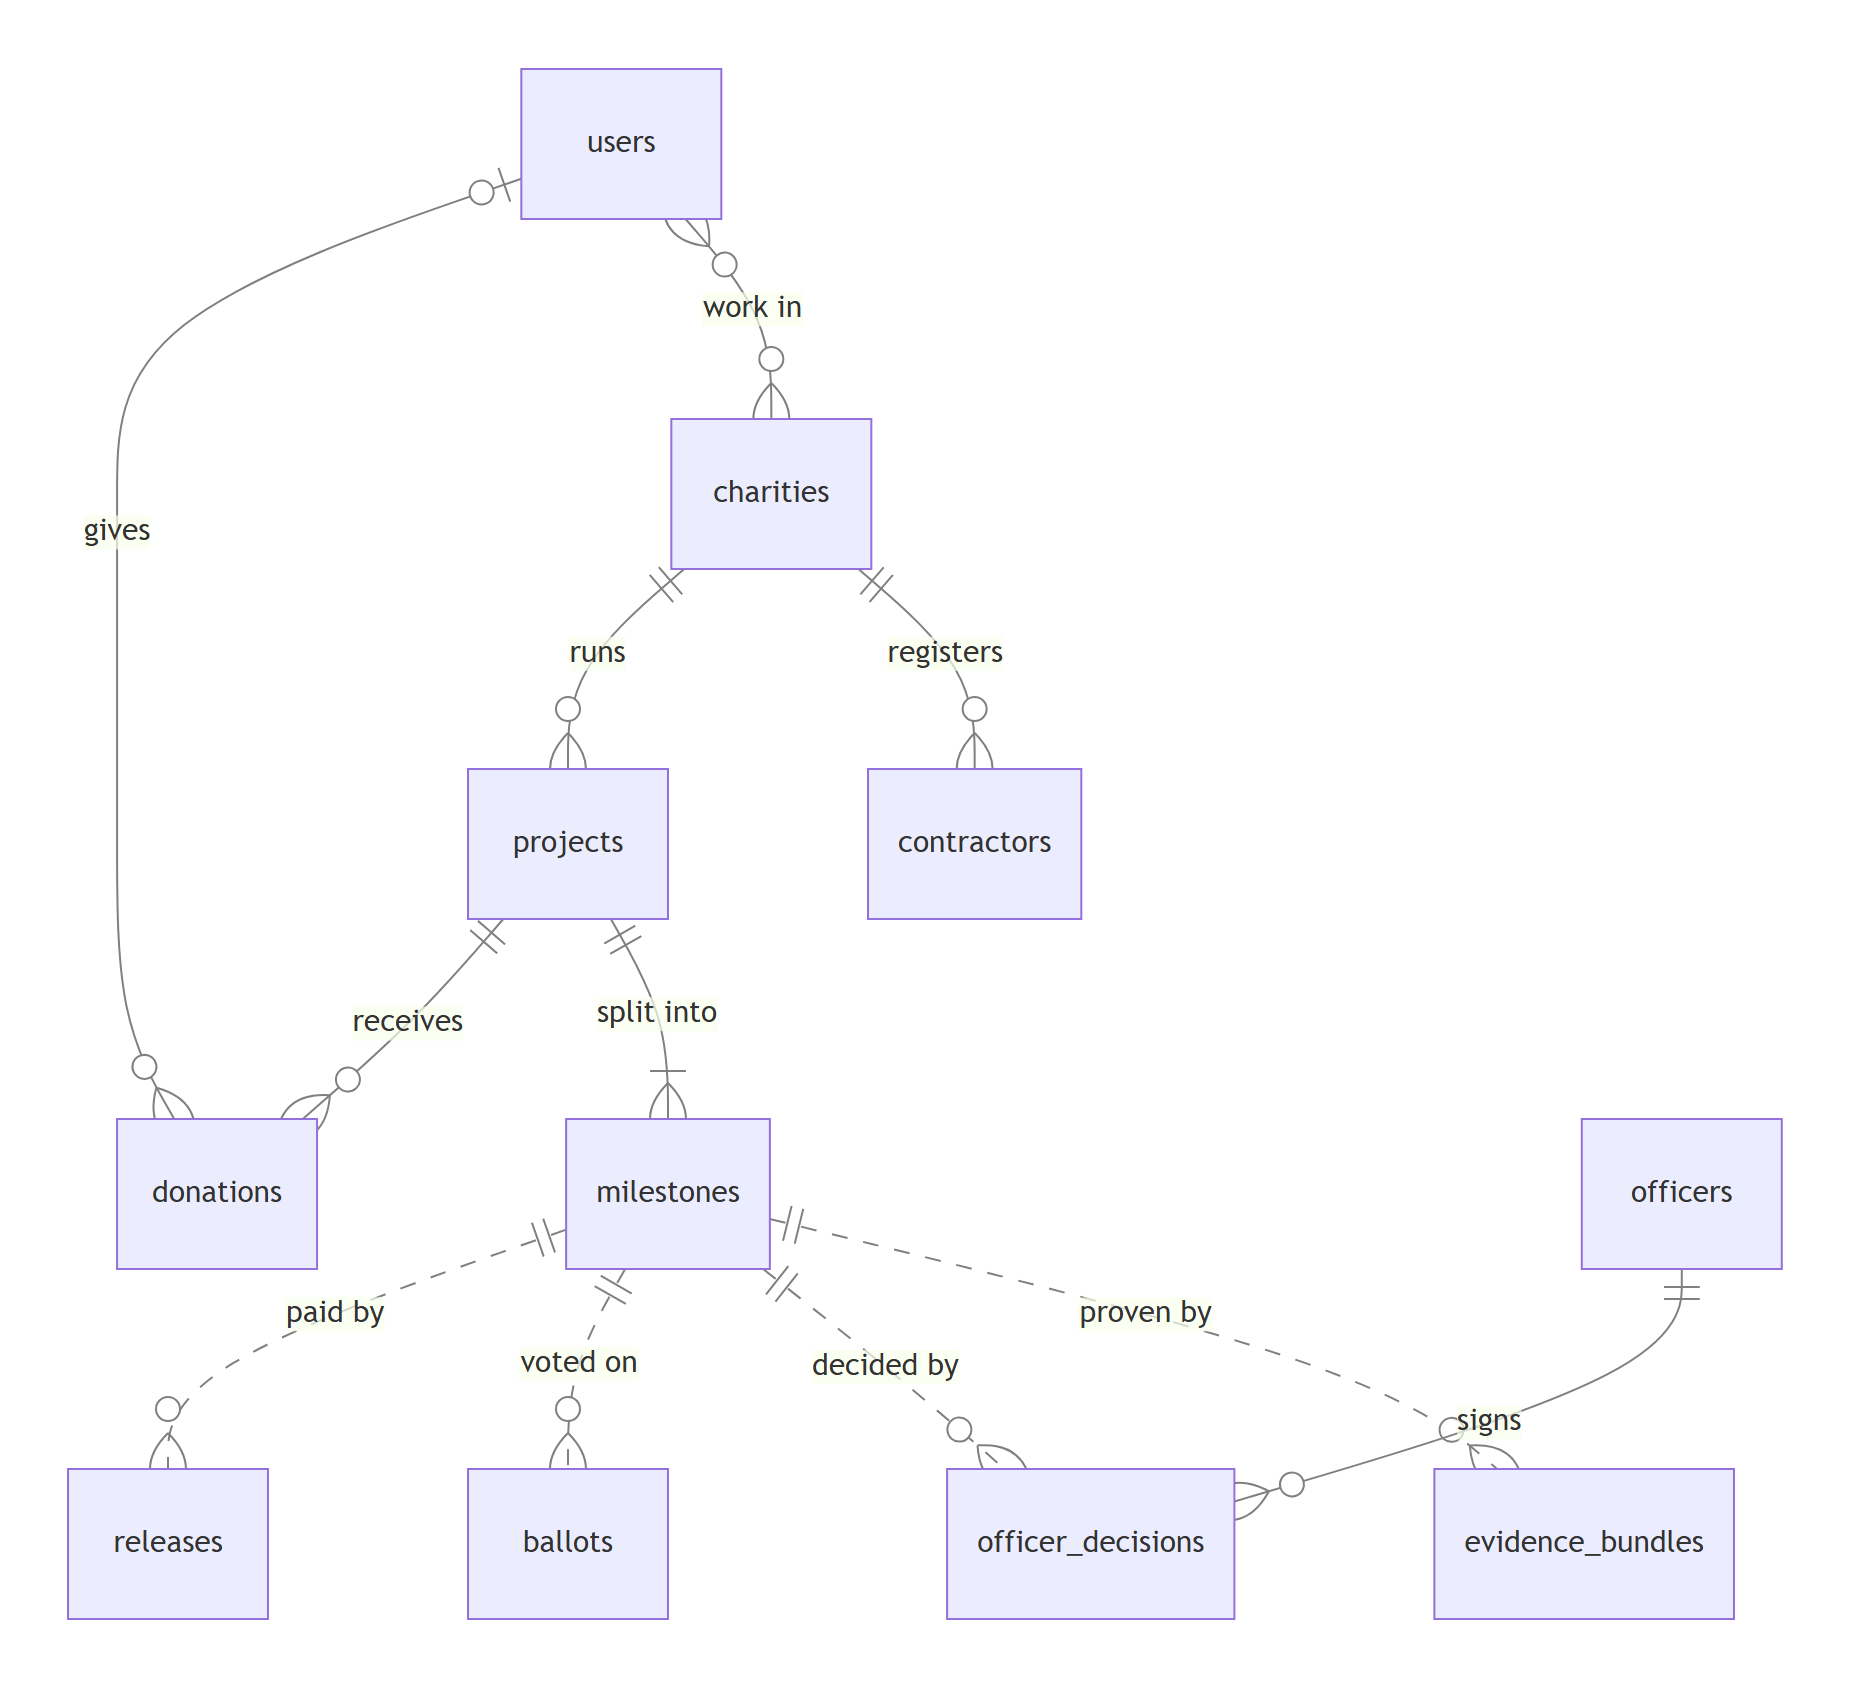 users
work in
charities
gives
runs
registers
projects
contractors
receives
split into
donations
milestones
officers
paid by
voted on
decided by
proven by
signs
releases
ballots
officer_decisions
evidence_bundles